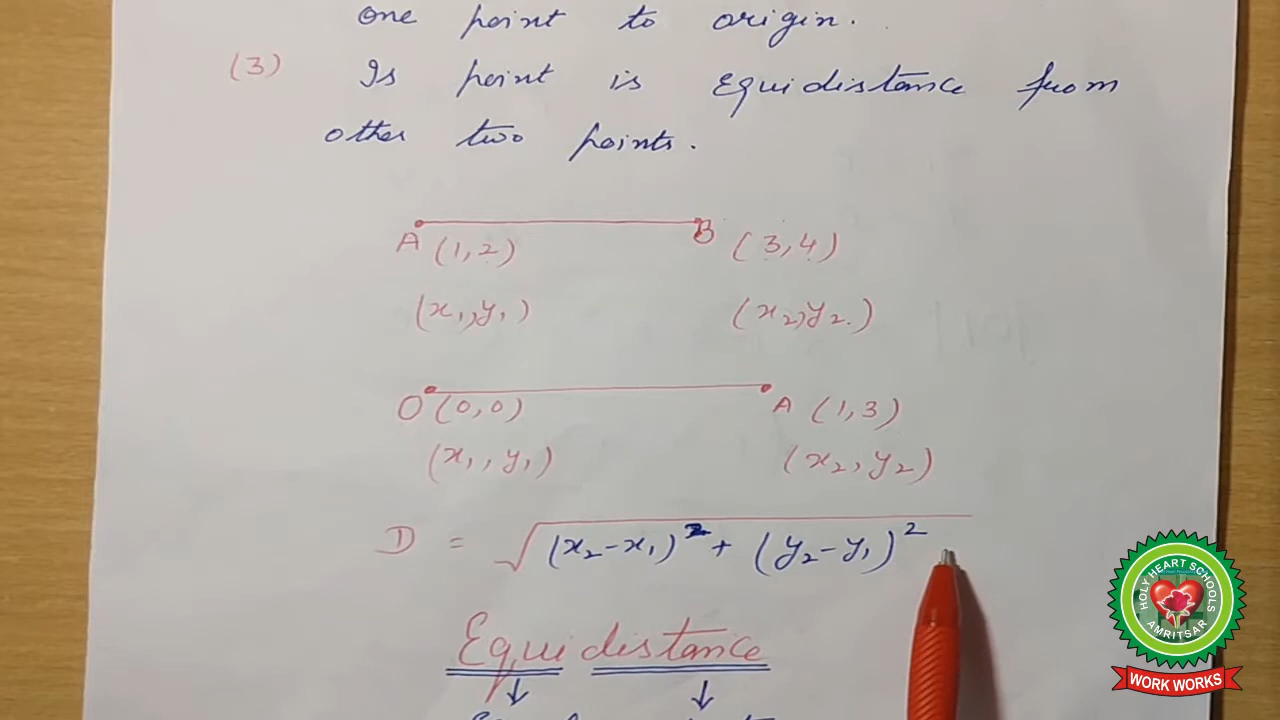 one point to origin.
(3) Is point is Equidistance from
other two points.
A (1,2) B (3,4)
(x₁,y₁) (x₂,y₂.)
O (0,0) A (1,3)
(x₁,y₁) (x₂,y₂)
D = √(x₂-x₁)² + (y₂-y₁)²
Equidistance
↓ ↓
HOLY HEART SCHOOLS
AMRITSAR
WORK WORKS